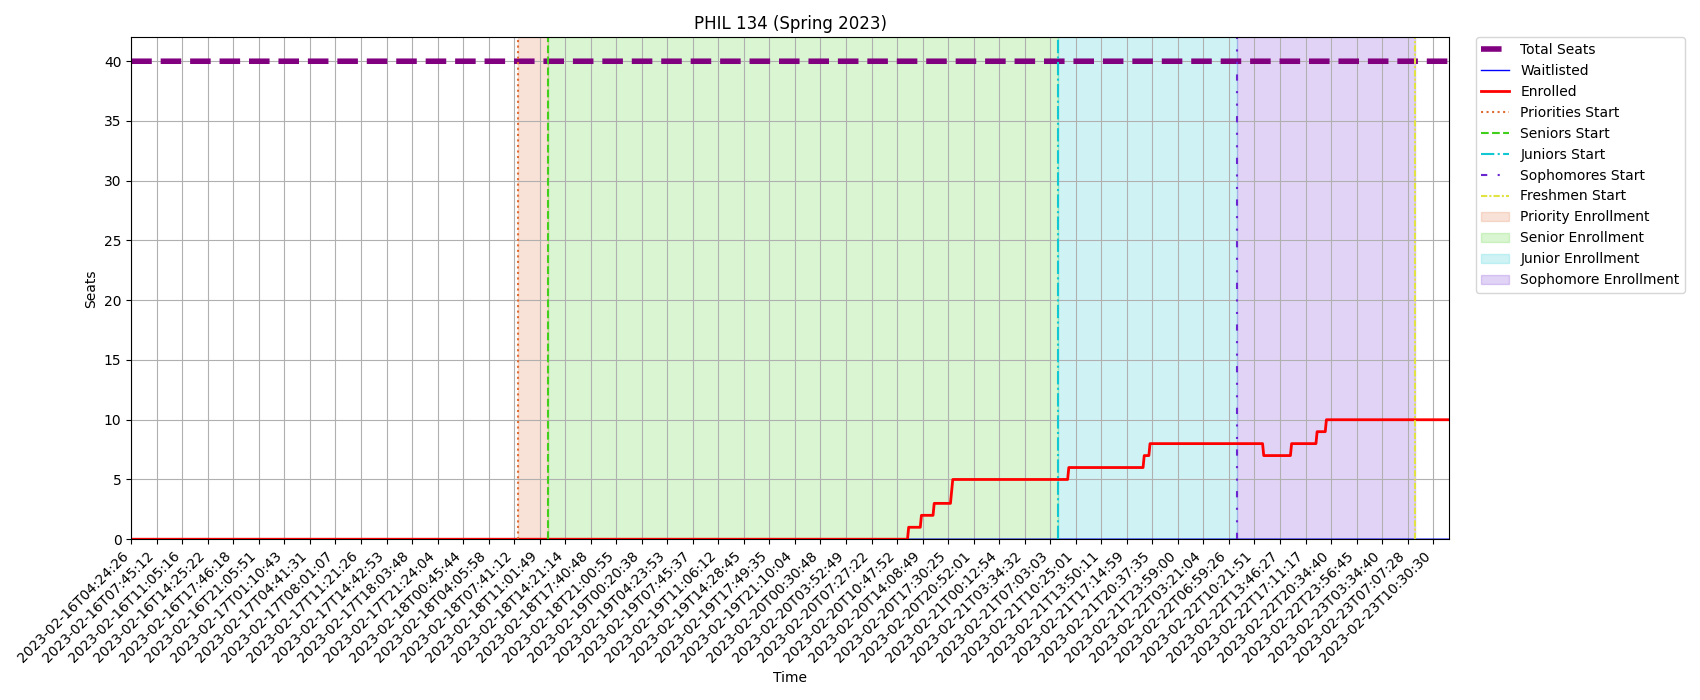 PHIL 134 (Spring 2023)
Seats
40
35
30
25
20
15
10
5
0
2023-02-16T04:24:26
2023-02-16T07:45:12
2023-02-16T11:05:16
2023-02-16T14:25:22
2023-02-16T17:46:18
2023-02-16T21:05:51
2023-02-17T01:10:43
2023-02-17T04:41:31
2023-02-17T08:01:07
2023-02-17T11:21:26
2023-02-17T14:42:53
2023-02-17T18:03:48
2023-02-17T21:24:04
2023-02-18T00:45:44
2023-02-18T04:05:58
2023-02-18T07:41:12
2023-02-18T11:01:49
2023-02-18T14:21:14
2023-02-18T17:40:48
2023-02-18T21:00:55
2023-02-19T00:20:38
2023-02-19T04:23:53
2023-02-19T07:45:37
2023-02-19T11:06:12
2023-02-19T14:28:45
2023-02-19T17:49:35
2023-02-19T21:10:04
2023-02-20T00:30:48
2023-02-20T03:52:49
2023-02-20T07:27:22
2023-02-20T10:47:52
2023-02-20T14:08:49
2023-02-20T17:30:25
2023-02-20T20:52:01
2023-02-21T00:12:54
2023-02-21T03:34:32
2023-02-21T07:03:03
2023-02-21T10:25:01
2023-02-21T13:50:11
2023-02-21T17:14:59
2023-02-21T20:37:35
2023-02-21T23:59:00
2023-02-22T03:21:04
2023-02-22T06:59:26
2023-02-22T10:21:51
2023-02-22T13:46:27
2023-02-22T17:11:17
2023-02-22T20:34:40
2023-02-22T23:56:45
2023-02-23T03:34:40
2023-02-23T07:07:28
2023-02-23T10:30:30
Time
Total Seats
Waitlisted
Enrolled
Priorities Start
Seniors Start
Juniors Start
Sophomores Start
Freshmen Start
Priority Enrollment
Senior Enrollment
Junior Enrollment
Sophomore Enrollment